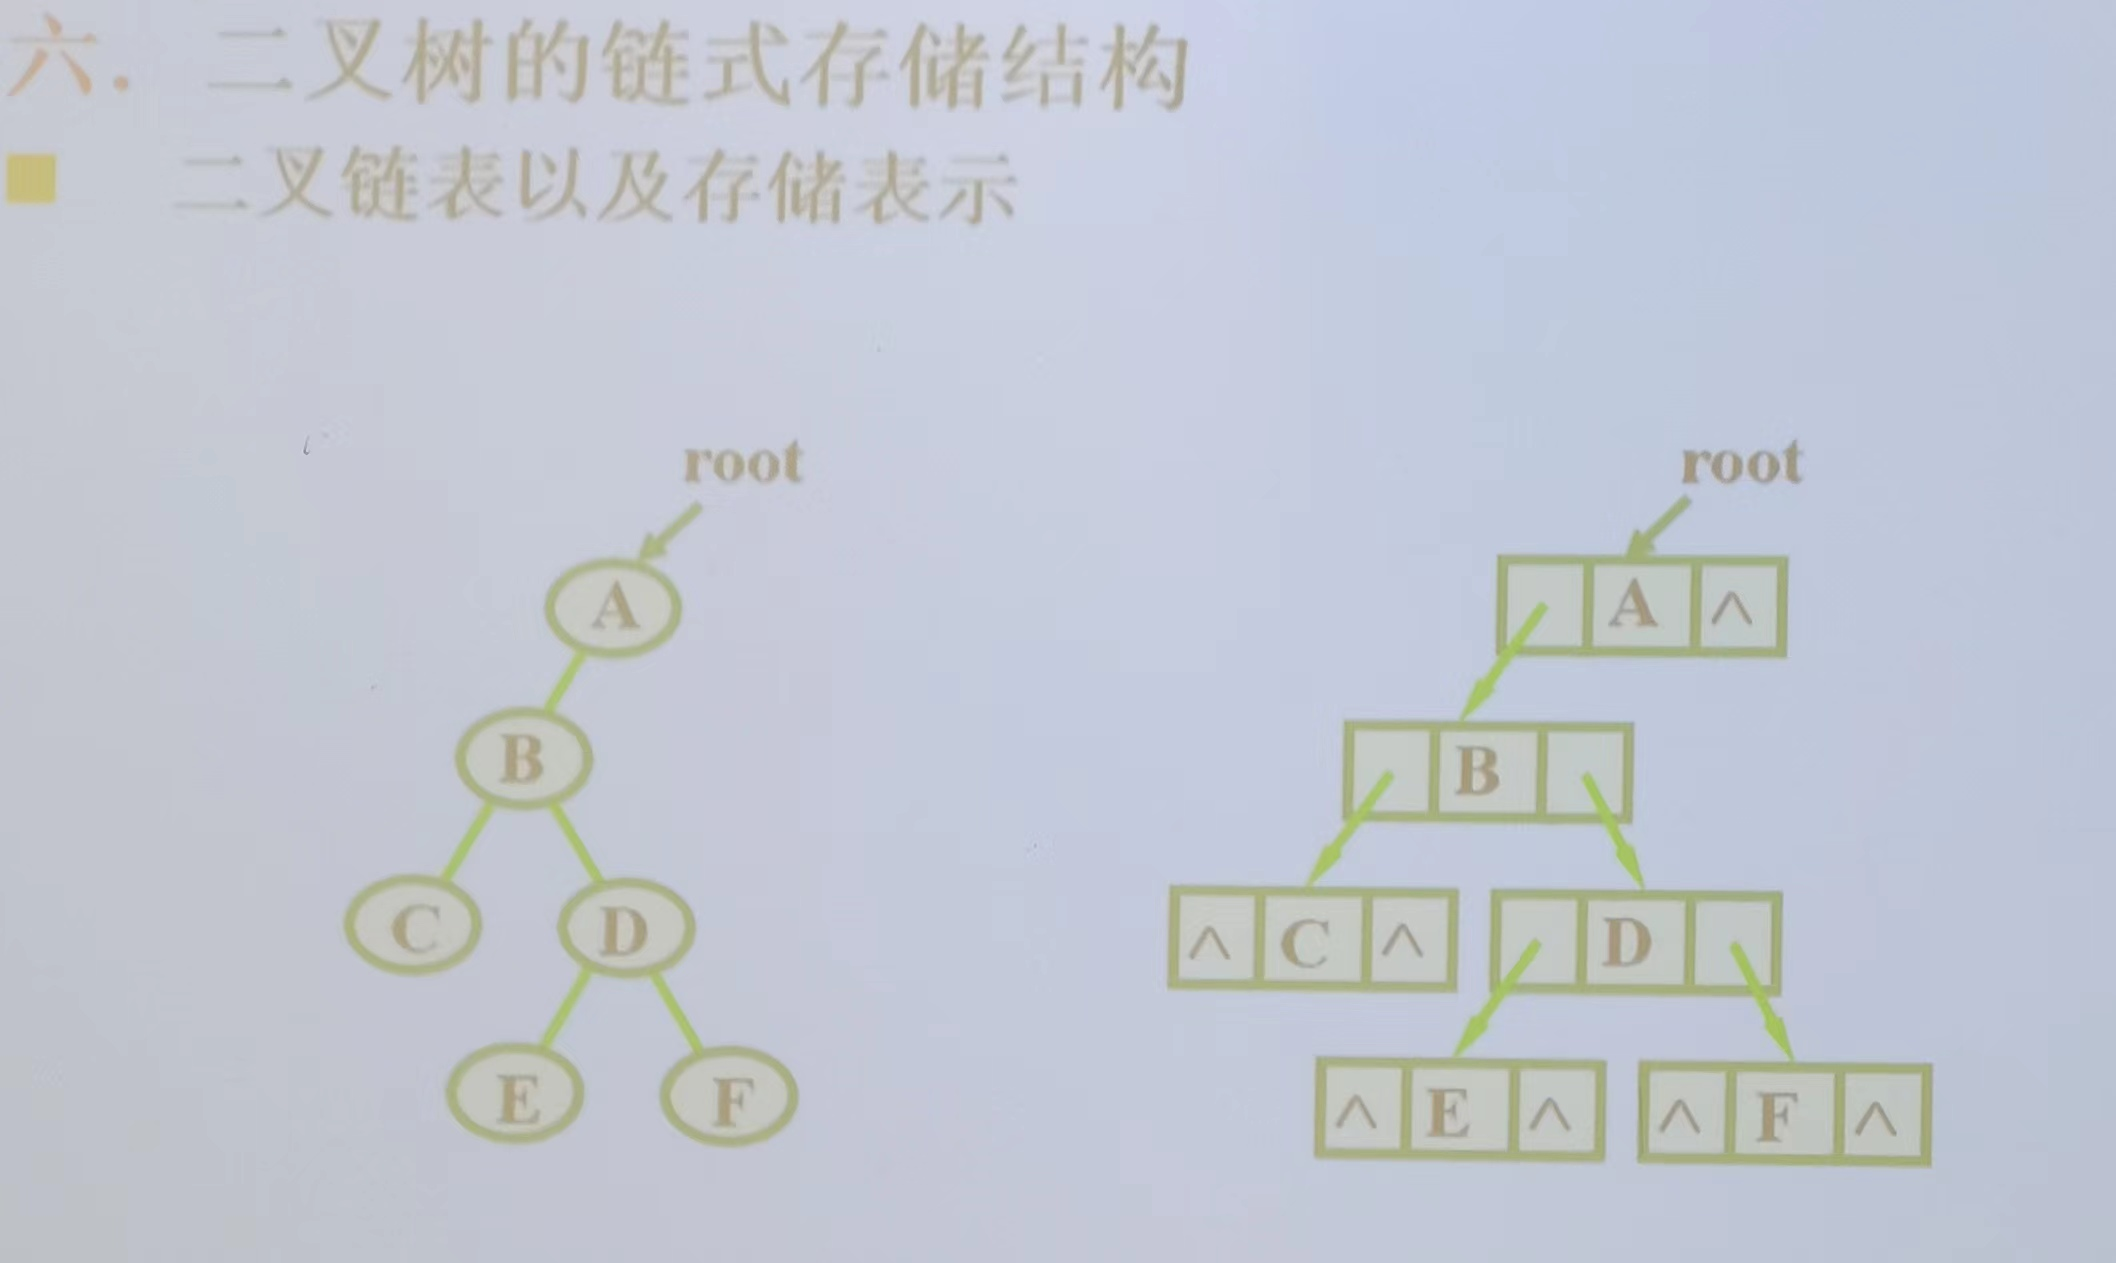 六. 二叉树的链式存储结构
二叉链表以及存储表示
root
A
B
C D
E F
root
A ^
B
^ C ^ D
^ E ^ ^ F ^